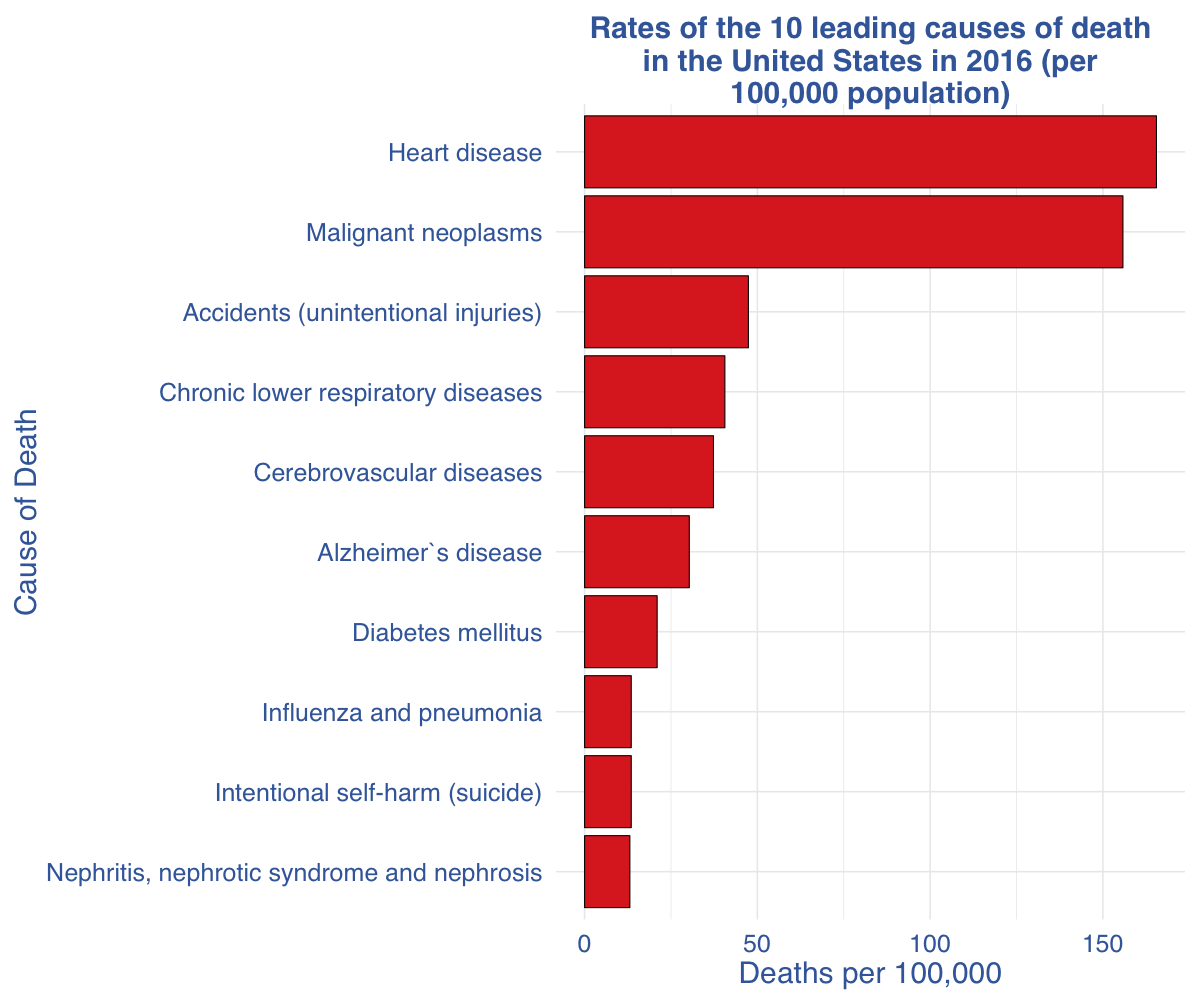 Rates of the 10 leading causes of death
in the United States in 2016 (per
100,000 population)
Heart disease
Malignant neoplasms
Accidents (unintentional injuries)
Chronic lower respiratory diseases
Cerebrovascular diseases
Alzheimer`s disease
Diabetes mellitus
Influenza and pneumonia
Intentional self-harm (suicide)
Nephritis, nephrotic syndrome and nephrosis
Cause of Death
0 50 100 150
Deaths per 100,000